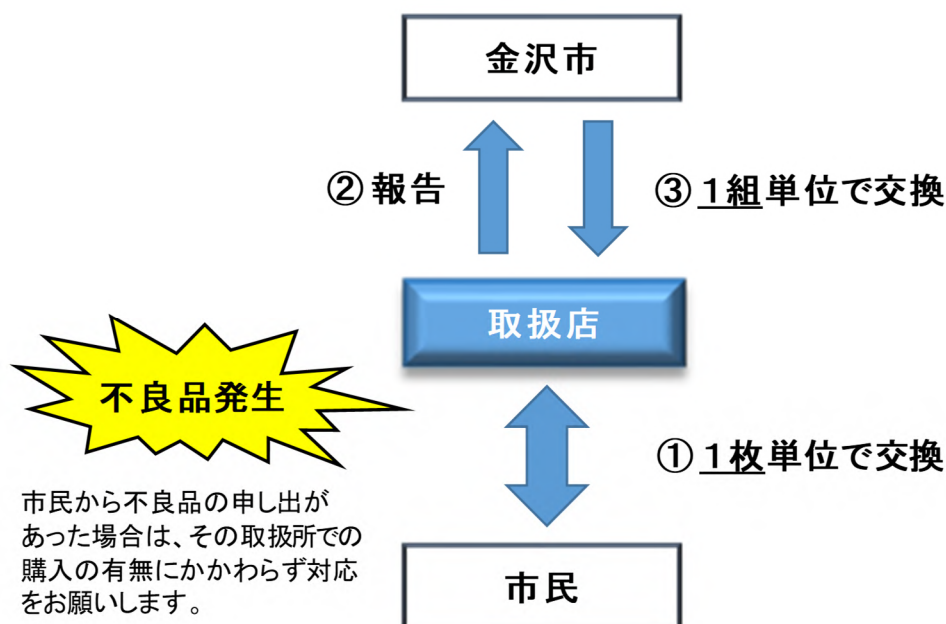 金沢市
②報告
③1組単位で交換
取扱店
不良品発生
①1枚単位で交換
市民から不良品の申し出が
あった場合は、その取扱所での
購入の有無にかかわらず対応
をお願いします。
市民